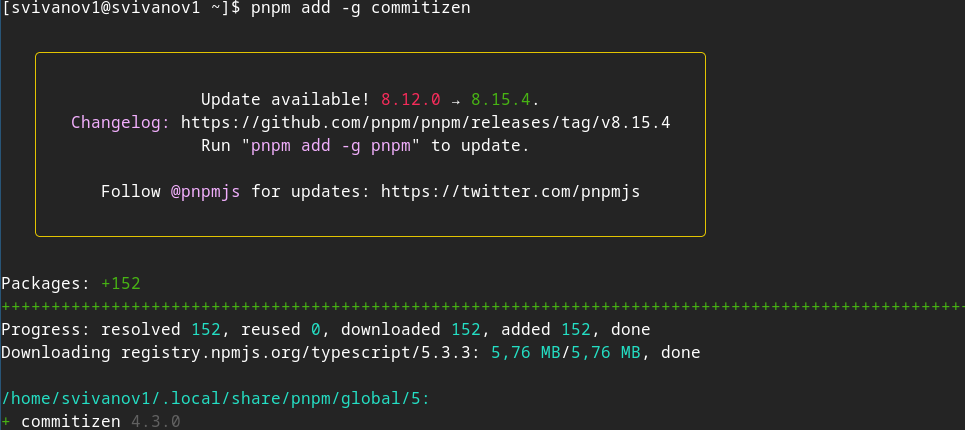 [svivanov1@svivanov1 ~]$ pnpm add -g commitizen
Update available! 8.12.0 → 8.15.4.
Changelog: https://github.com/pnpm/pnpm/releases/tag/v8.15.4
Run "pnpm add -g pnpm" to update.
Follow @pnpmjs for updates: https://twitter.com/pnpmjs
Packages: +152
++++++++++++++++++++++++++++++++++++++++++++++++++++++++++++++++++++++++++++++++++++++++++++++++
Progress: resolved 152, reused 0, downloaded 152, added 152, done
Downloading registry.npmjs.org/typescript/5.3.3: 5,76 MB/5,76 MB, done
/home/svivanov1/.local/share/pnpm/global/5:
+ commitizen 4.3.0